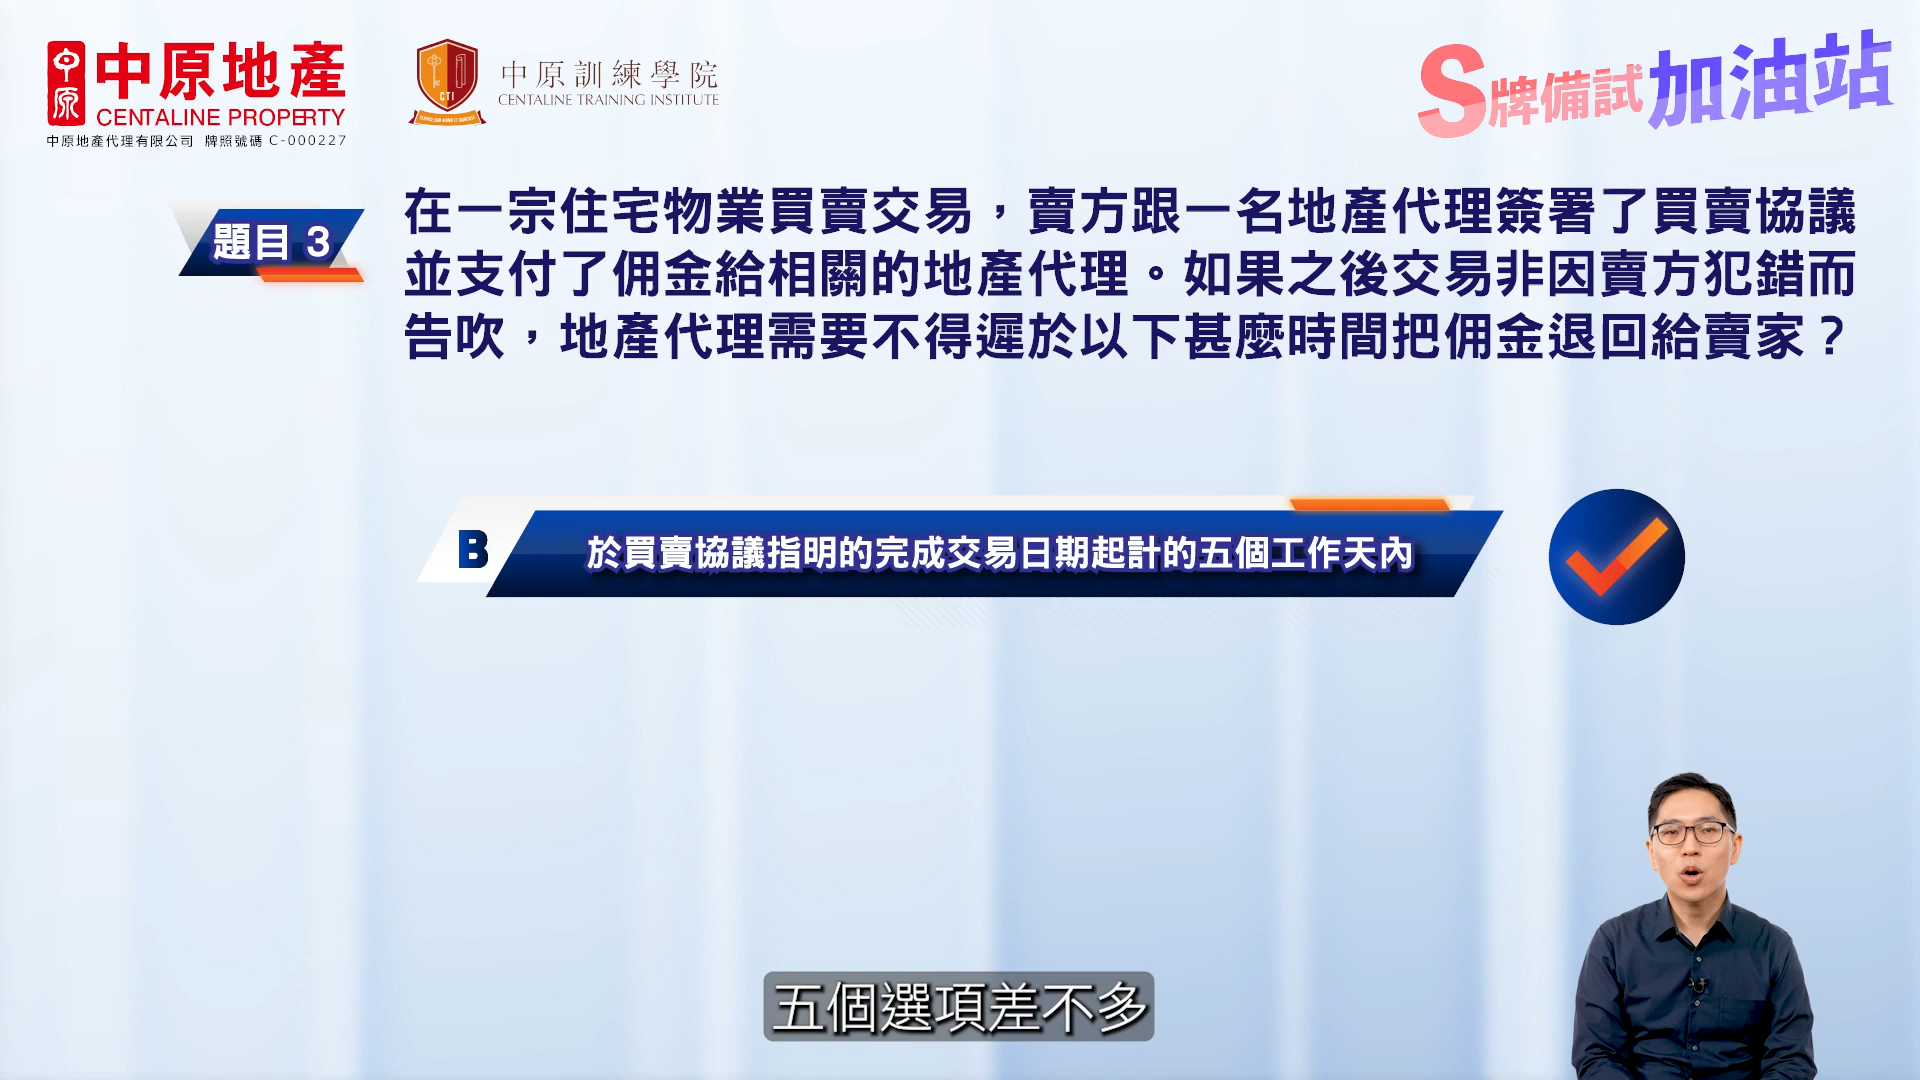 中原
中原地產
CENTALINE PROPERTY
中原地產代理有限公司 牌照號碼 C-000227
CTI
中原訓練學院
CENTALINE TRAINING INSTITUTE
S牌備試加油站
題目 3
在一宗住宅物業買賣交易，賣方跟一名地產代理簽署了買賣協議
並支付了佣金給相關的地產代理。如果之後交易非因賣方犯錯而
告吹，地產代理需要不得遲於以下甚麼時間把佣金退回給賣家？
B
於買賣協議指明的完成交易日期起計的五個工作天內
五個選項差不多